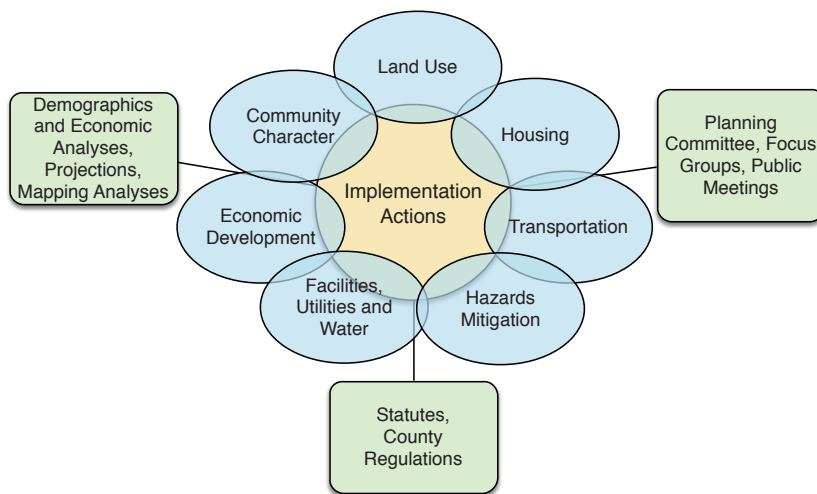 Land Use
Community
Character
Housing
Demographics
and Economic
Analyses,
Projections,
Mapping Analyses
Planning
Committee, Focus
Groups, Public
Meetings
Implementation
Actions
Economic
Development
Transportation
Facilities,
Utilities and
Water
Hazards
Mitigation
Statutes,
County
Regulations